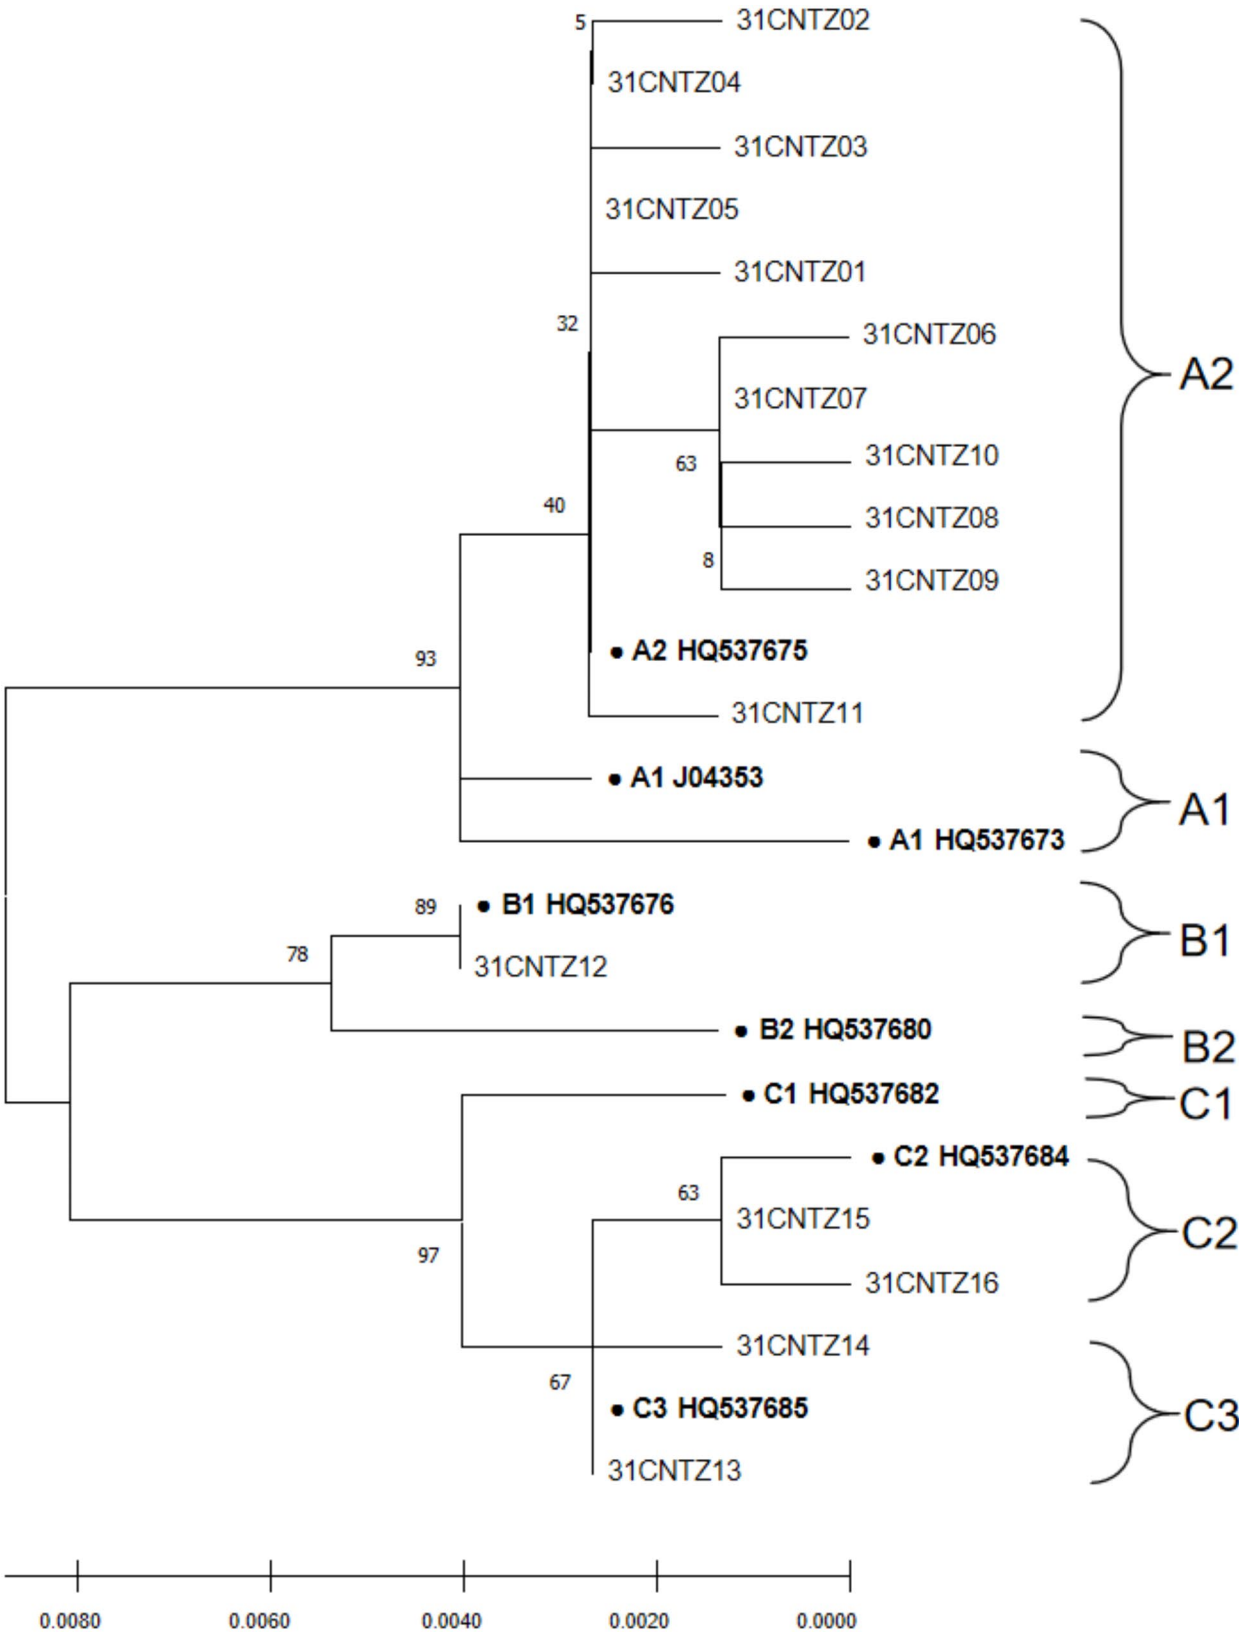 5
31CNTZ02
31CNTZ04
31CNTZ03
31CNTZ05
31CNTZ01
32
31CNTZ06
A2
31CNTZ07
63
31CNTZ10
40
31CNTZ08
8
31CNTZ09
93
● A2 HQ537675
31CNTZ11
● A1 J04353
A1
● A1 HQ537673
89
● B1 HQ537676
B1
78
31CNTZ12
● B2 HQ537680
B2
● C1 HQ537682
C1
● C2 HQ537684
63
31CNTZ15
C2
97
31CNTZ16
31CNTZ14
67
● C3 HQ537685
C3
31CNTZ13
0.0080 0.0060 0.0040 0.0020 0.0000